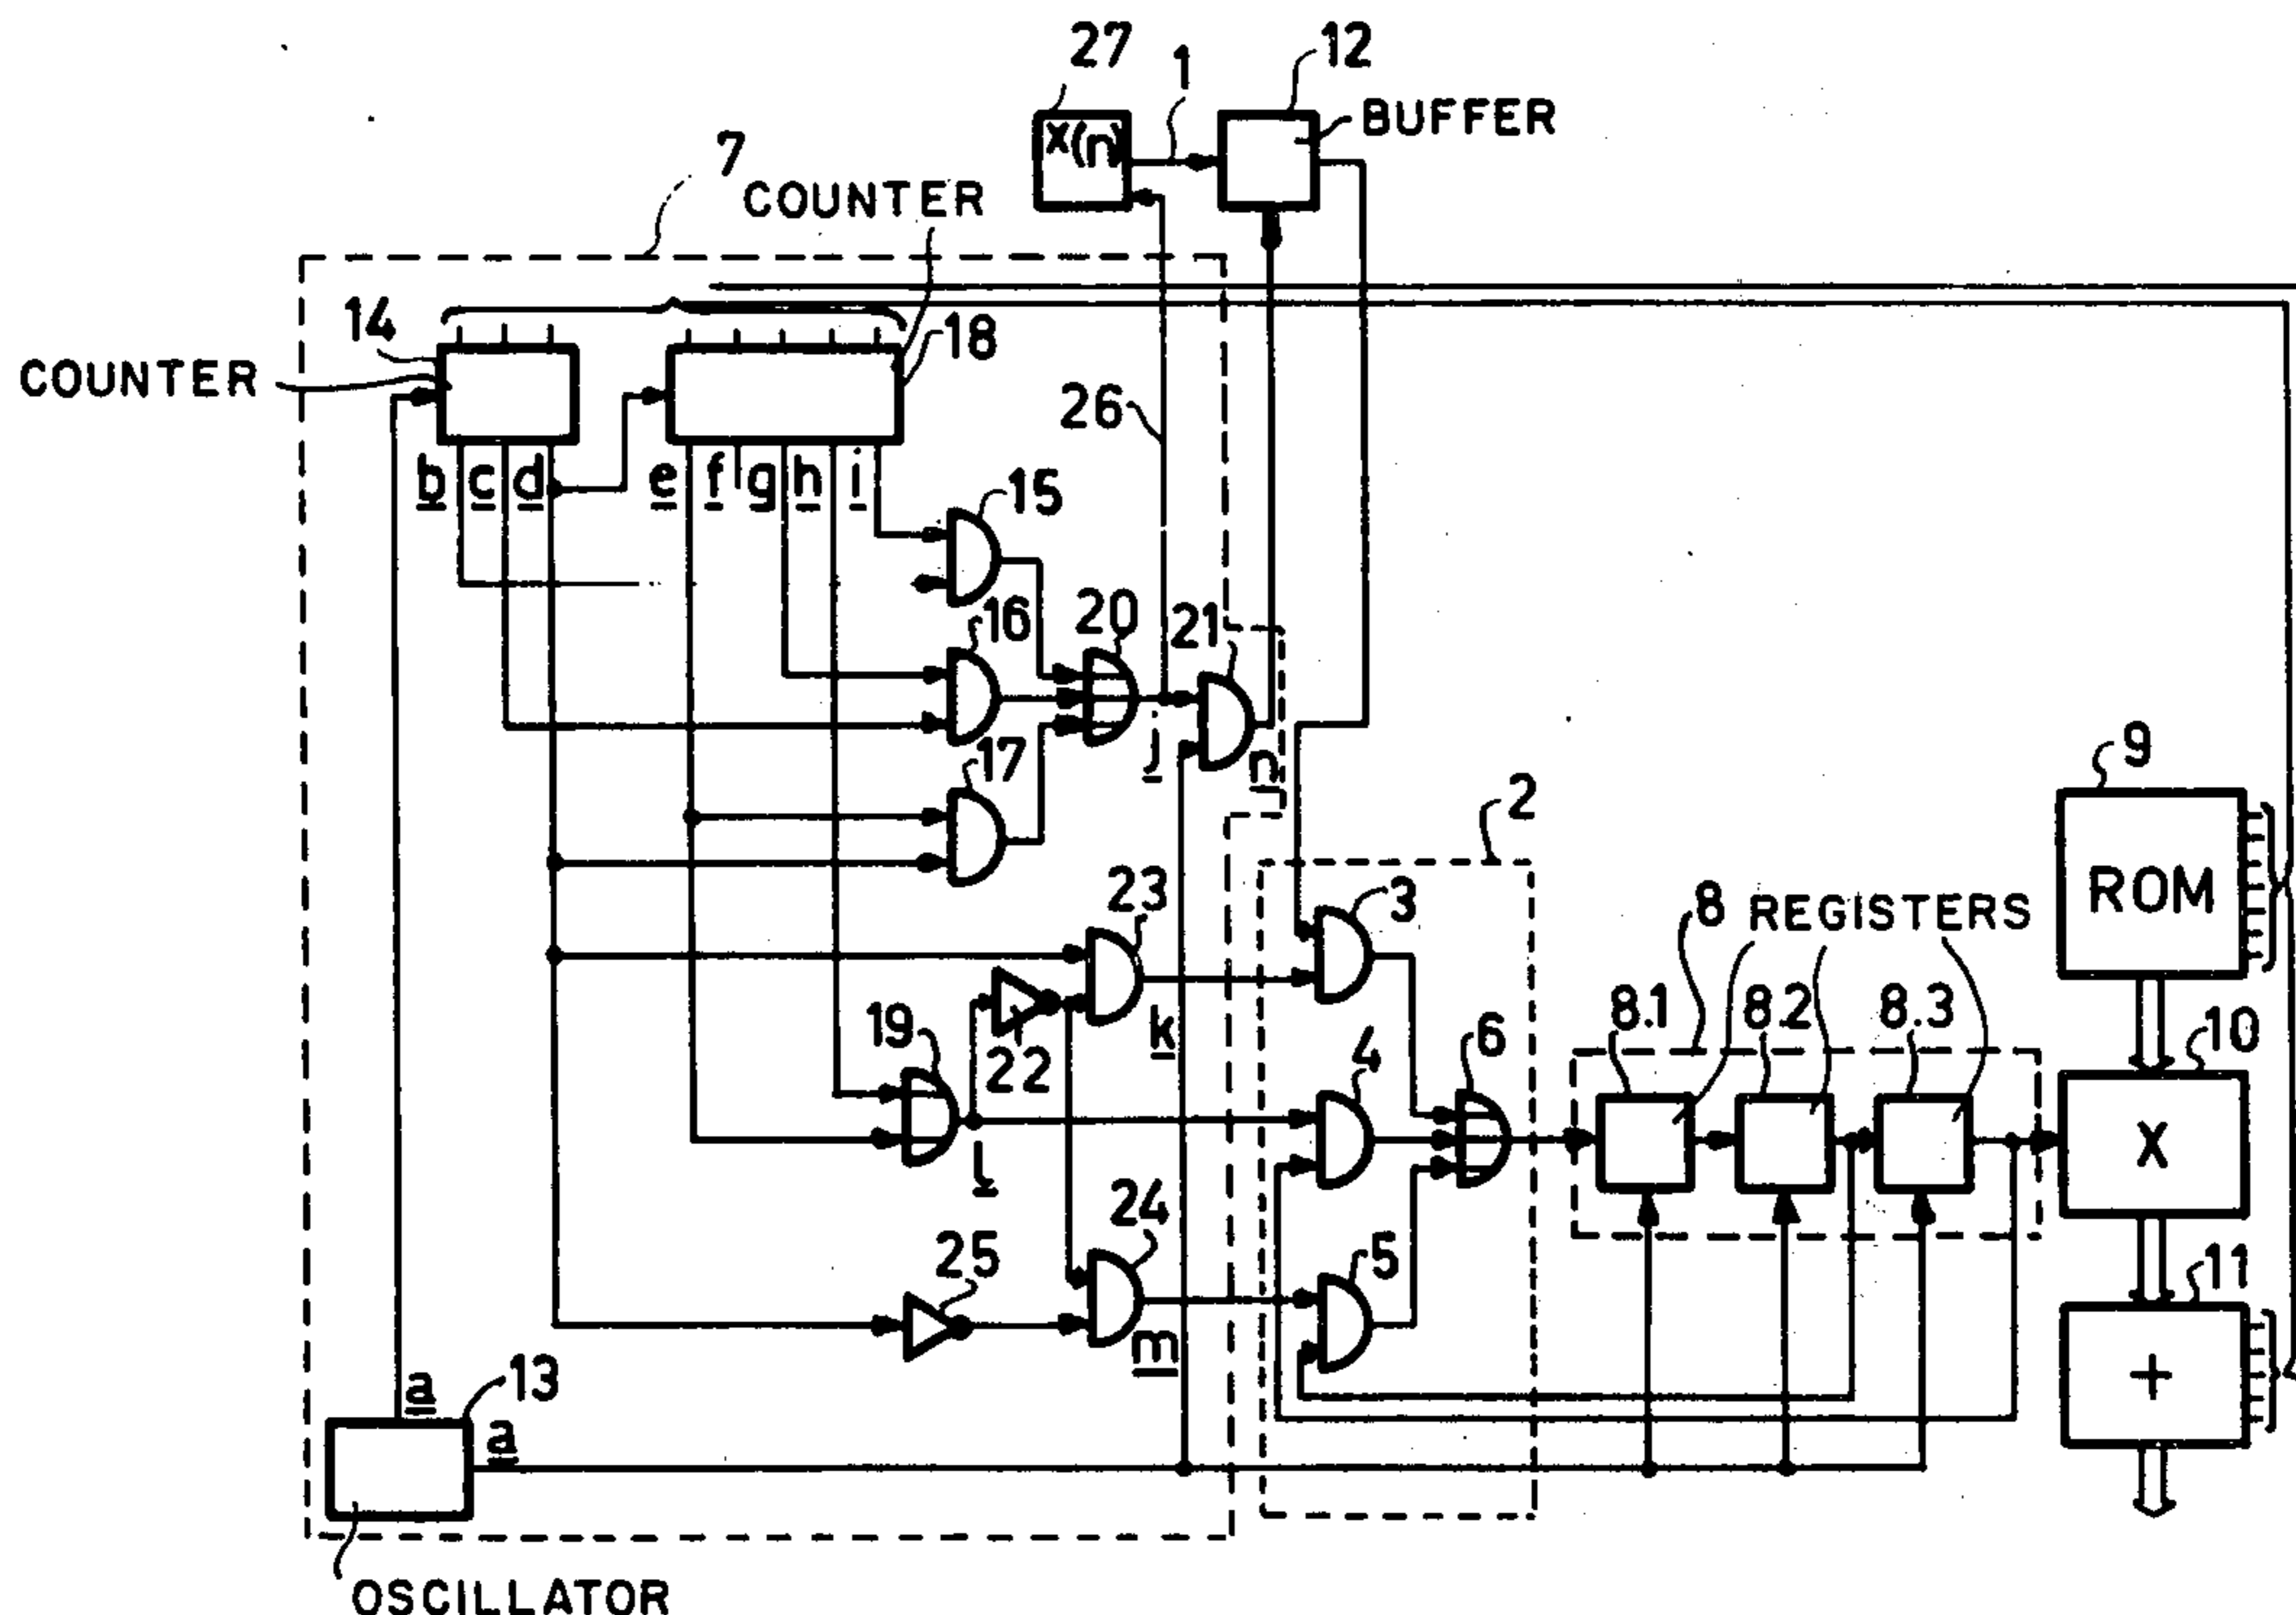 27
1
12
BUFFER
X(n)
7
COUNTER
14
18
COUNTER
26
b c d
e f g h i
15
16
20
21
17
j
n
2
9
ROM
23
3
8 REGISTERS
k
19
22
4
6
8.1
8.2
8.3
10
X
l
24
25
5
11
m
+
a
13
a
OSCILLATOR